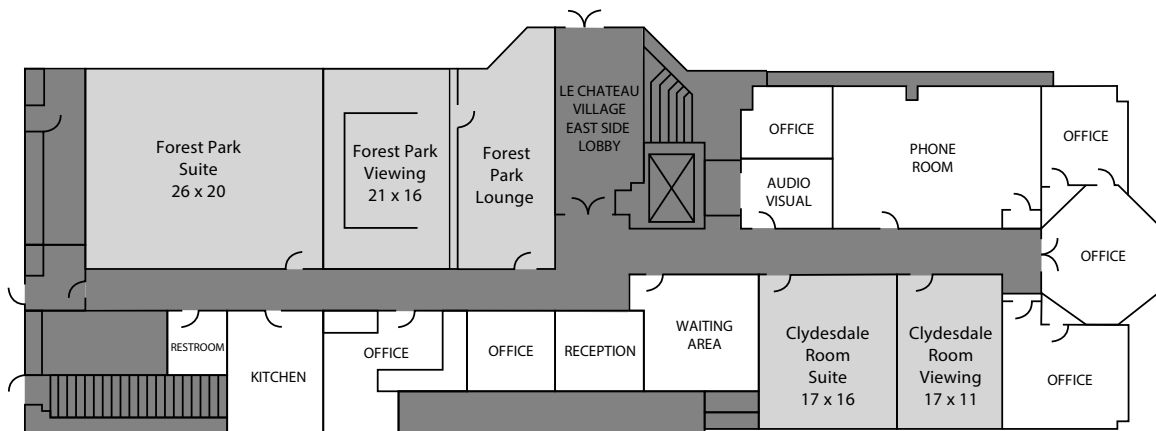 LE CHATEAU
VILLAGE
EAST SIDE
LOBBY
Forest Park
Suite
26 x 20
Forest Park
Viewing
21 x 16
Forest
Park
Lounge
OFFICE
AUDIO
VISUAL
PHONE
ROOM
OFFICE
OFFICE
RESTROOM
KITCHEN
OFFICE
OFFICE
RECEPTION
WAITING
AREA
Clydesdale
Room
Suite
17 x 16
Clydesdale
Room
Viewing
17 x 11
OFFICE